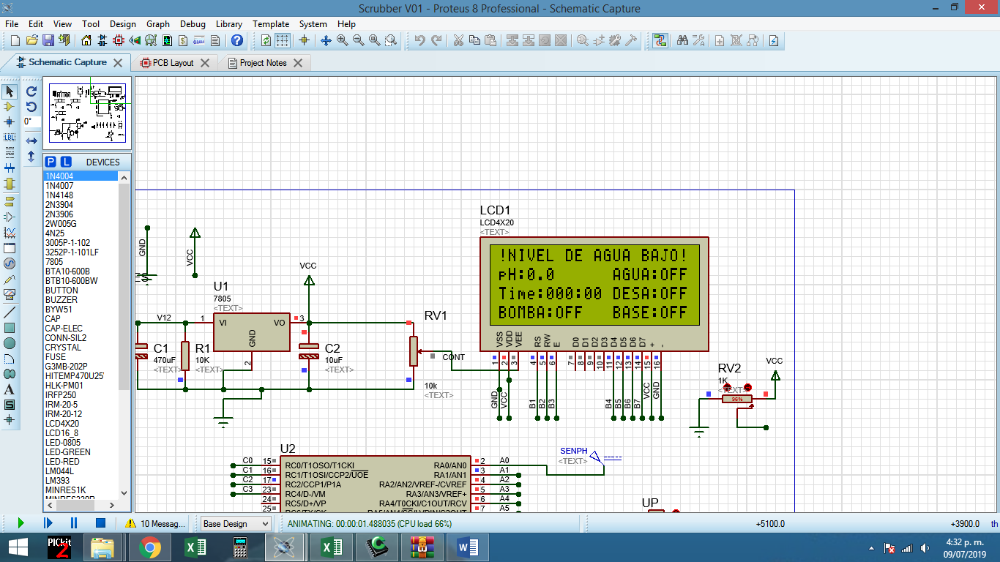 Scrubber V01 - Proteus 8 Professional - Schematic Capture
File Edit View Tool Design Graph Debug Library Template System Help
Schematic Capture PCB Layout Project Notes
0°
LBL
P L DEVICES
1N4004
1N4007
1N4148
2N3904
2N3906
2W005G
4N25
3005P-1-102
3252P-1-101LF
7805
BTA10-600B
BTB10-600BW
BUTTON
BUZZER
BYW51
CAP
CAP-ELEC
CONN-SIL2
CRYSTAL
FUSE
G3MB-202P
HITEMP470U25
HLK-PM01
IRFP250
IRM-20-5
IRM-20-12
LCD4X20
LCD16_8
LED-0805
LED-GREEN
LED-RED
LM044L
LM393
MINRES1K
MINRES220R
GND
VCC
V12
U1
7805
<TEXT>
1 VI VO 3
GND
2
C1
470uF
<TEXT>
R1
10K
<TEXT>
VCC
C2
10uF
<TEXT>
RV1
CONT
10k
<TEXT>
LCD1
LCD4X20
<TEXT>
!NIVEL DE AGUA BAJO!
pH:0.0 AGUA:OFF
Time:000:00 DESA:OFF
BOMBA:OFF BASE:OFF
VSS VDD VEE RS RW E D0 D1 D2 D3 D4 D5 D6 D7 + -
1 2 3 4 5 6 7 8 9 10 11 12 13 14 15 16
GND VCC B1 B2 B3 B4 B5 B6 B7 VCC GND
RV2
1K
<TEXT>
96%
VCC
SENPH
<TEXT>
U2
C0 15 RC0/T1OSO/T1CKI RA0/AN0 2 A0
C1 16 RC1/T1OSI/CCP2/UOE RA1/AN1 3 A1
C2 17 RC2/CCP1/P1A RA2/AN2/VREF-/CVREF 4 A2
C3 23 RC4/D-/VM RA3/AN3/VREF+ 5 A3
24 RC5/D+/VP RA4/T0CKI/C1OUT/RCV 6 A4
25 RC6/TX/CK RA5/AN4/SS/LVDIN/C2OUT 7 A5
UP
10 Messag... Base Design ANIMATING: 00:00:01.488035 (CPU load 66%) +5100.0 +3900.0 th
PICkit 2
4:32 p. m.
09/07/2019